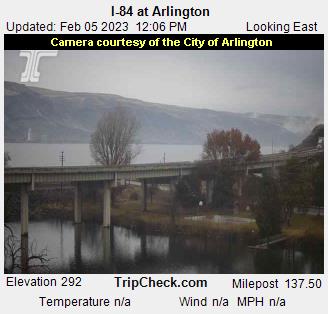 I-84 at Arlington
Updated: Feb 05 2023 12:06 PM Looking East
Camera courtesy of the City of Arlington
Elevation 292 TripCheck.com Milepost 137.50
Temperature n/a Wind n/a MPH n/a